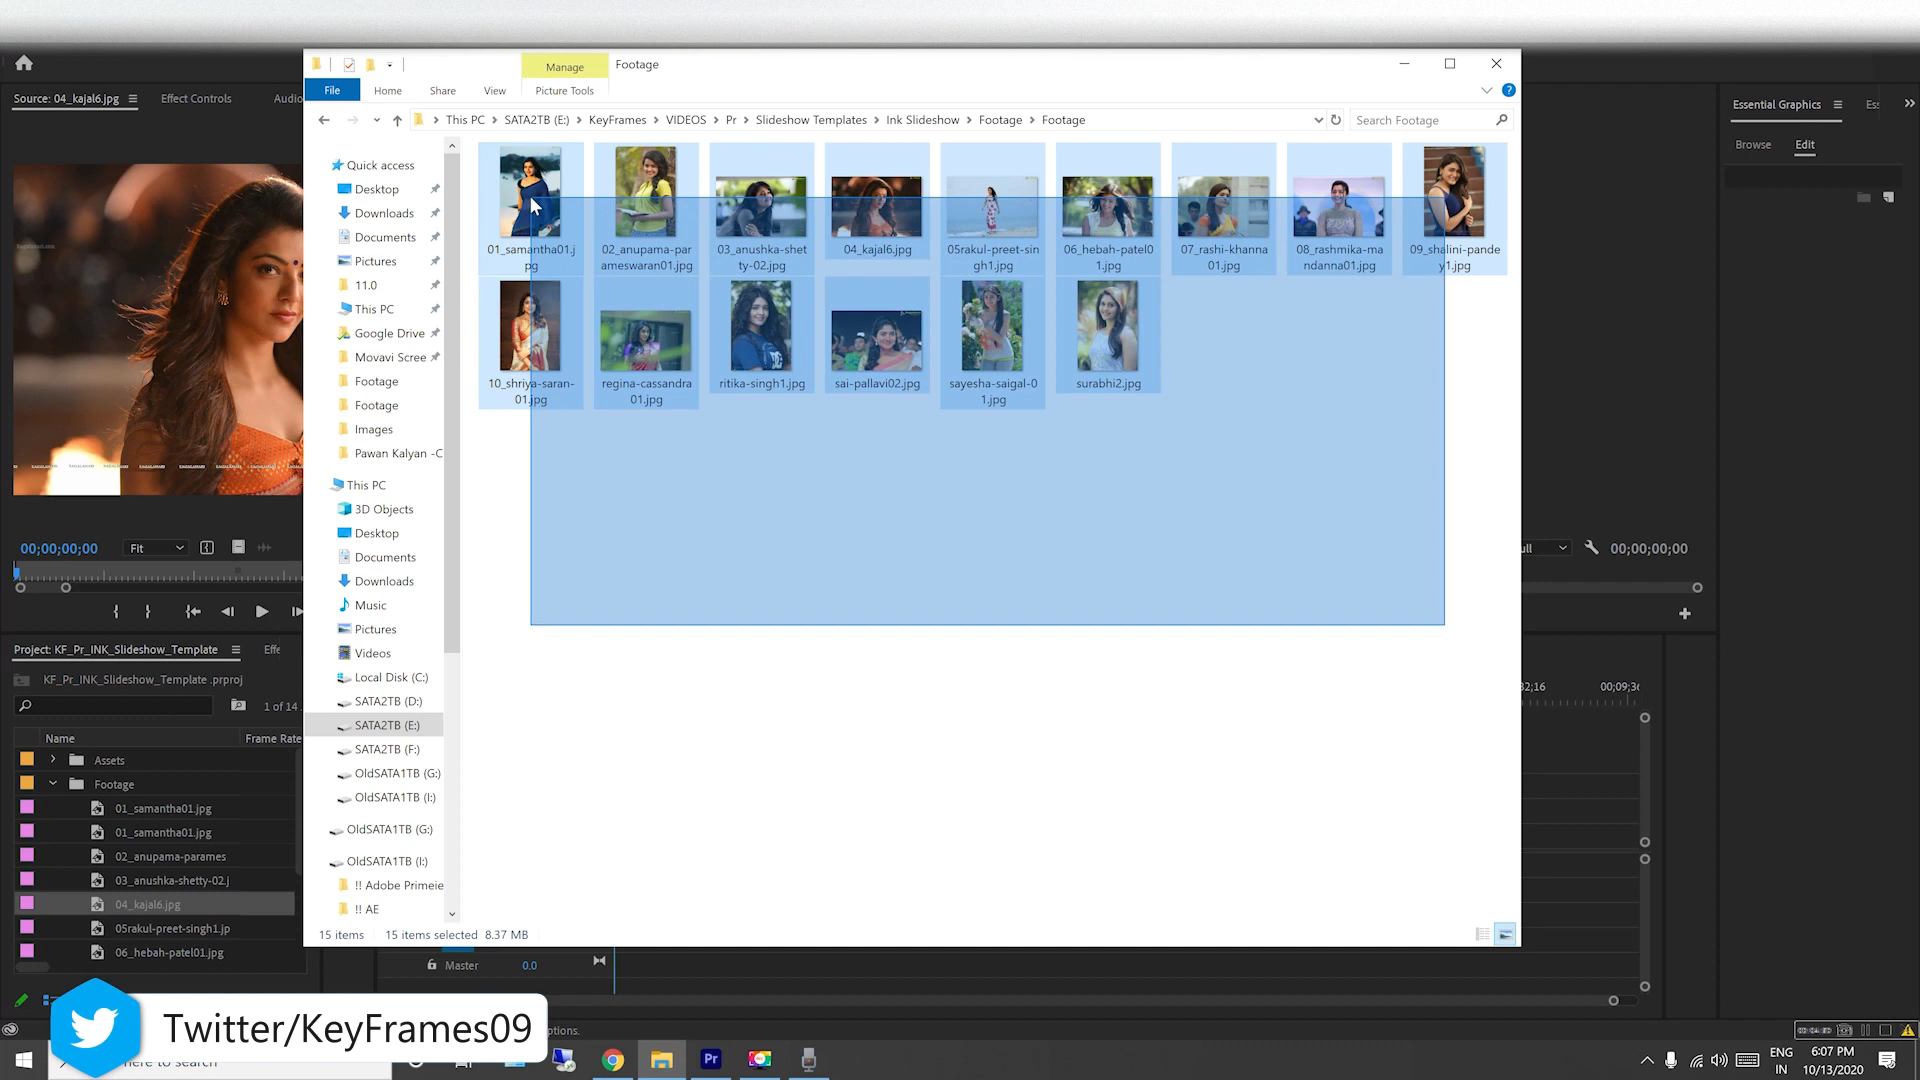 Manage
Footage
File
Home
Share
View
Picture Tools
This PC
SATA2TB (E:)
KeyFrames
VIDEOS
Pr
Slideshow Templates
Ink Slideshow
Footage
Footage
Search Footage
Source: 04_kajal6.jpg
Effect Controls
Audio
Essential Graphics
Browse
Edit
Quick access
Desktop
Downloads
Documents
Pictures
11.0
This PC
Google Drive
Movavi Scree
Footage
Footage
Images
Pawan Kalyan -C
This PC
3D Objects
Desktop
Documents
Downloads
Music
Pictures
Videos
Local Disk (C:)
SATA2TB (D:)
SATA2TB (E:)
SATA2TB (F:)
OldSATA1TB (G:)
OldSATA1TB (I:)
OldSATA1TB (G:)
OldSATA1TB (I:)
!! Adobe Primeie
!! AE
01_samantha01.j
pg
02_anupama-par
ameswaran01.jpg
03_anushka-shet
ty-02.jpg
04_kajal6.jpg
05rakul-preet-sin
gh1.jpg
06_hebah-patel0
1.jpg
07_rashi-khanna
01.jpg
08_rashmika-ma
ndanna01.jpg
09_shalini-pande
y1.jpg
10_shriya-saran-
01.jpg
regina-cassandra
01.jpg
ritika-singh1.jpg
sai-pallavi02.jpg
sayesha-saigal-0
1.jpg
surabhi2.jpg
15 items
15 items selected 8.37 MB
00;00;00;00
Fit
ull
00;00;00;00
Project: KF_Pr_INK_Slideshow_Template
Effe
KF_Pr_INK_Slideshow_Template .prproj
1 of 14
Name
Frame Rate
Assets
Footage
01_samantha01.jpg
01_samantha01.jpg
02_anupama-parames
03_anushka-shetty-02.j
04_kajal6.jpg
05rakul-preet-singh1.jp
06_hebah-patel01.jpg
32;16
00;09;3
Master
0.0
ptions.
Twitter/KeyFrames09
here to search
Pr
ENG
IN
6:07 PM
10/13/2020